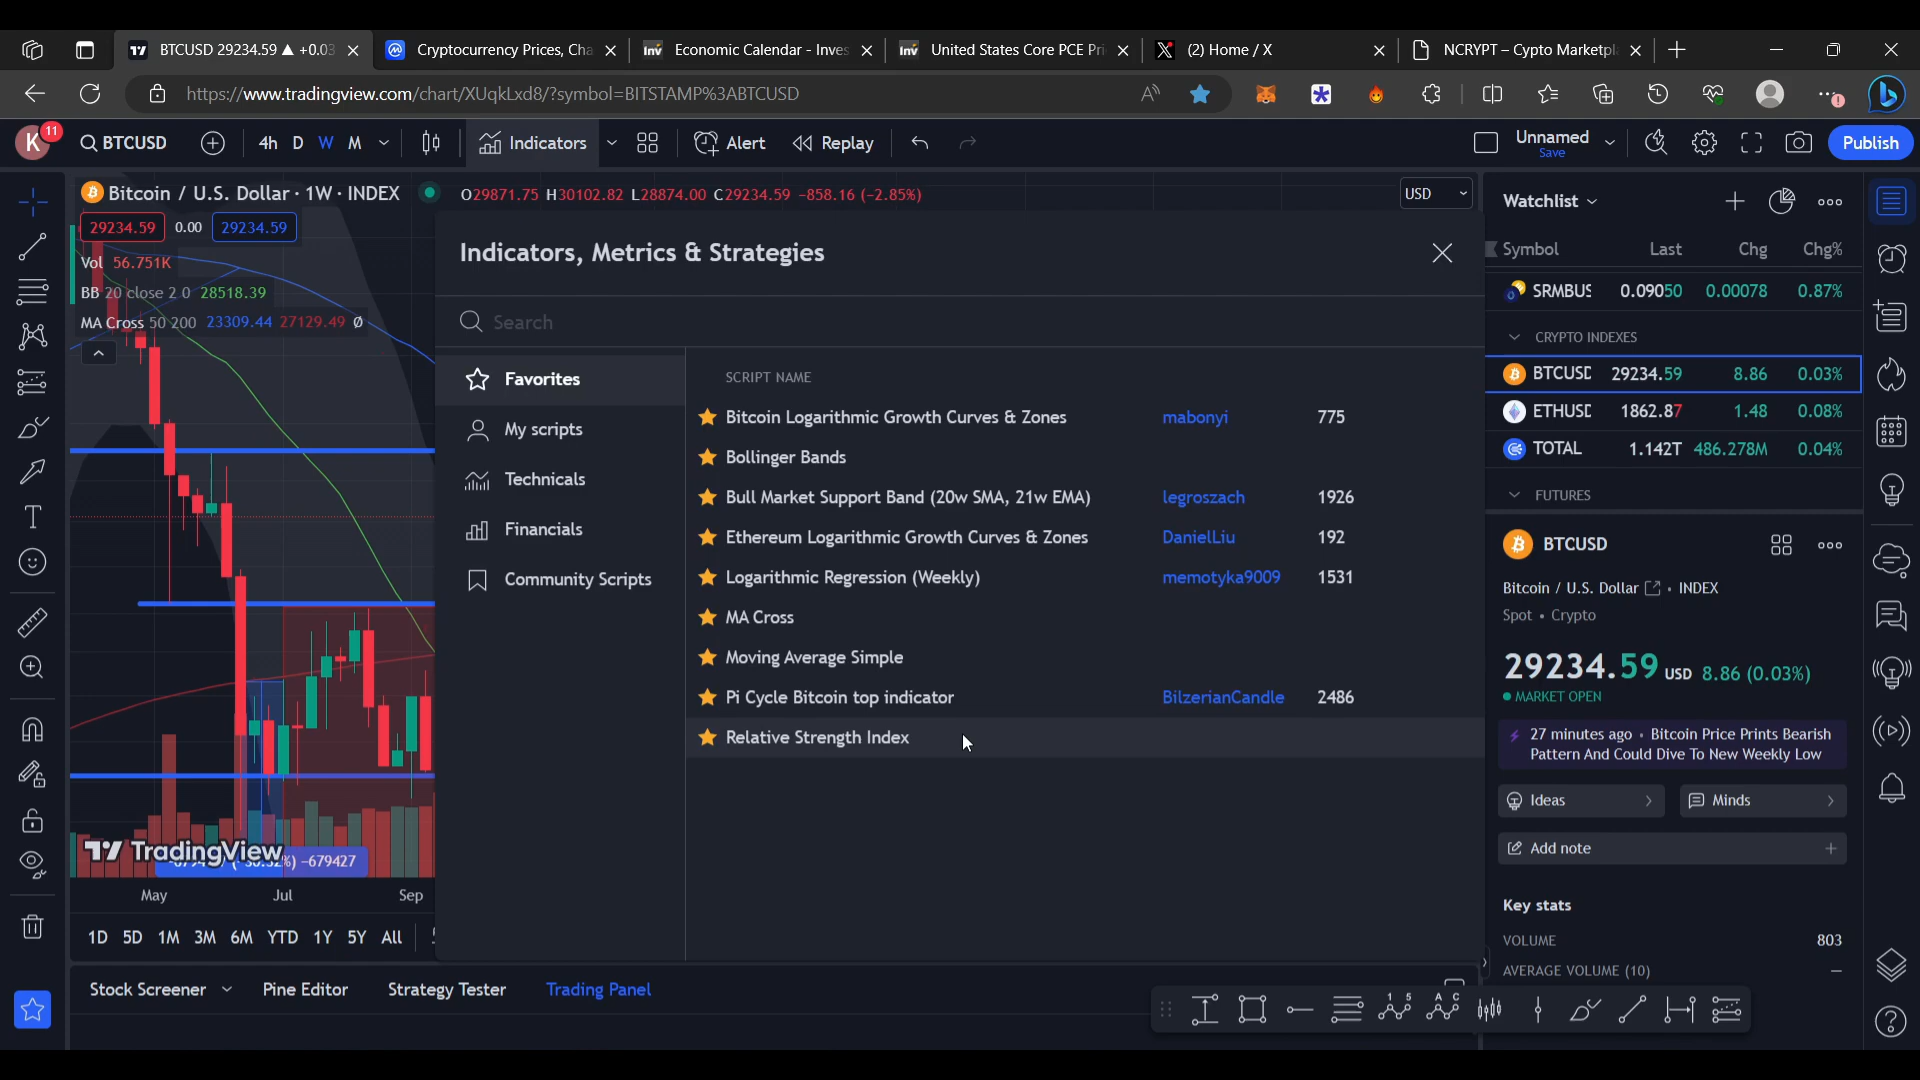 BTCUSD 29234.59 ▲ +0.03
Cryptocurrency Prices, Cha
Economic Calendar - Inves
United States Core PCE Pri
(2) Home / X
NCRYPT – Cypto Marketpl
https://www.tradingview.com/chart/XUqkLxd8/?symbol=BITSTAMP%3ABTCUSD
K 11
BTCUSD
4h D W M
Indicators
Alert
Replay
Unnamed
Save
Publish
Bitcoin / U.S. Dollar · 1W · INDEX
O29871.75 H30102.82 L28874.00 C29234.59 -858.16 (-2.85%)
USD
29234.59 0.00 29234.59
Vol 56.751K
BB 20 close 2 0 28518.39
MA Cross 50 200 23309.44 27129.49 Ø
Indicators, Metrics & Strategies
Search
Favorites
My scripts
Technicals
Financials
Community Scripts
SCRIPT NAME
Bitcoin Logarithmic Growth Curves & Zones mabonyi 775
Bollinger Bands
Bull Market Support Band (20w SMA, 21w EMA) legroszach 1926
Ethereum Logarithmic Growth Curves & Zones DanielLiu 192
Logarithmic Regression (Weekly) memotyka9009 1531
MA Cross
Moving Average Simple
Pi Cycle Bitcoin top indicator BilzerianCandle 2486
Relative Strength Index
TradingView
%) -679427
May Jul Sep
1D 5D 1M 3M 6M YTD 1Y 5Y All
Stock Screener
Pine Editor
Strategy Tester
Trading Panel
Watchlist
Symbol Last Chg Chg%
SRMBUS 0.09050 0.00078 0.87%
CRYPTO INDEXES
BTCUSD 29234.59 8.86 0.03%
ETHUSD 1862.87 1.48 0.08%
TOTAL 1.142T 486.278M 0.04%
FUTURES
BTCUSD
Bitcoin / U.S. Dollar · INDEX
Spot · Crypto
29234.59 USD 8.86 (0.03%)
MARKET OPEN
27 minutes ago · Bitcoin Price Prints Bearish
Pattern And Could Dive To New Weekly Low
Ideas
Minds
Add note
Key stats
VOLUME 803
AVERAGE VOLUME (10) –